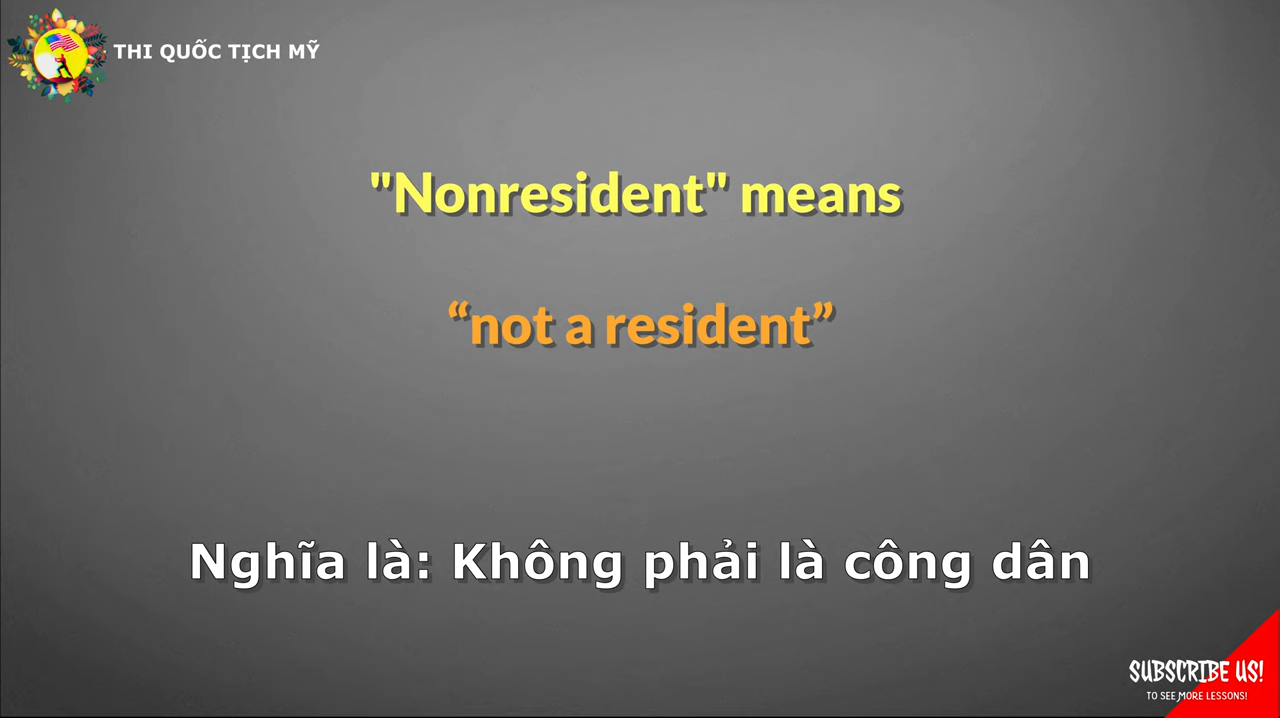 THI QUỐC TỊCH MỸ
"Nonresident" means
“not a resident”
Nghĩa là: Không phải là công dân
SUBSCRIBE US!
TO SEE MORE LESSONS!